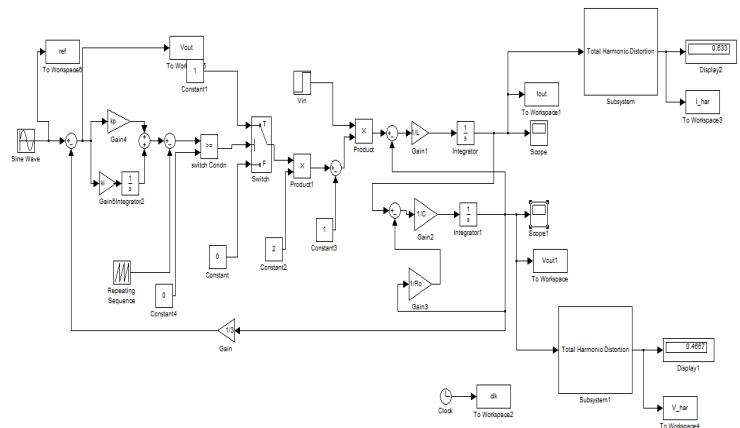 ref
To Workspace6
Sine Wave
kp
Gain4
ki
Gain5
1
s
Integrator2
Repeating
Sequence
0
Constant4
>=
switch Condn
Vout
1
Constant1
T
F
Switch
0
Constant
X
Product1
2
Constant2
1
Constant3
Vin
X
Product
1/L
Gain1
1
s
Integrator
Iout
To Workspace1
Scope
Total Harmonic Distortion
Subsystem
0.633
Display2
I_har
To Workspace3
1/C
Gain2
1
s
Integrator1
1/Ro
Gain3
Scope1
Vout1
To Workspace
1/3
Gain
Total Harmonic Distortion
Subsystem1
0.4657
Display1
V_har
To Workspace4
Clock
clk
To Workspace2